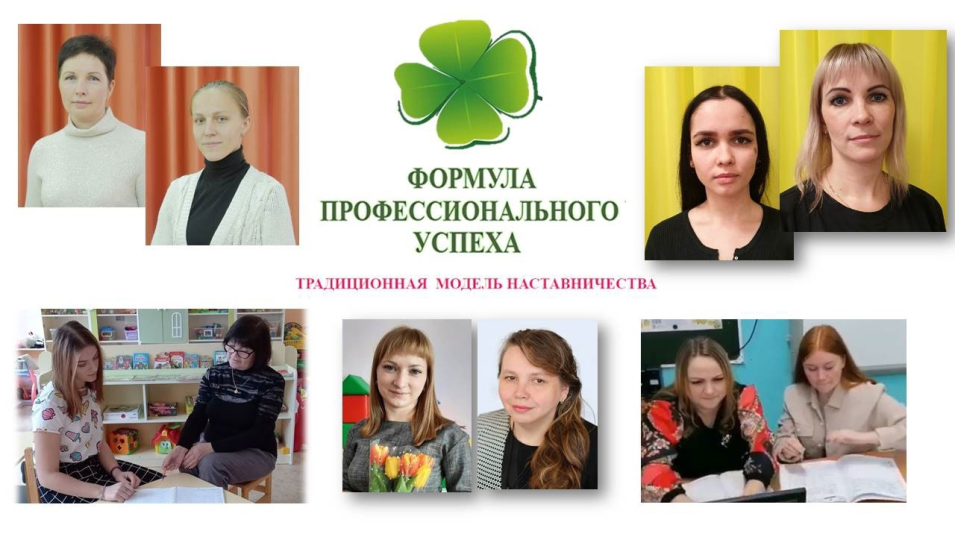 ФОРМУЛА
ПРОФЕССИОНАЛЬНОГО
УСПЕХА
ТРАДИЦИОННАЯ МОДЕЛЬ НАСТАВНИЧЕСТВА